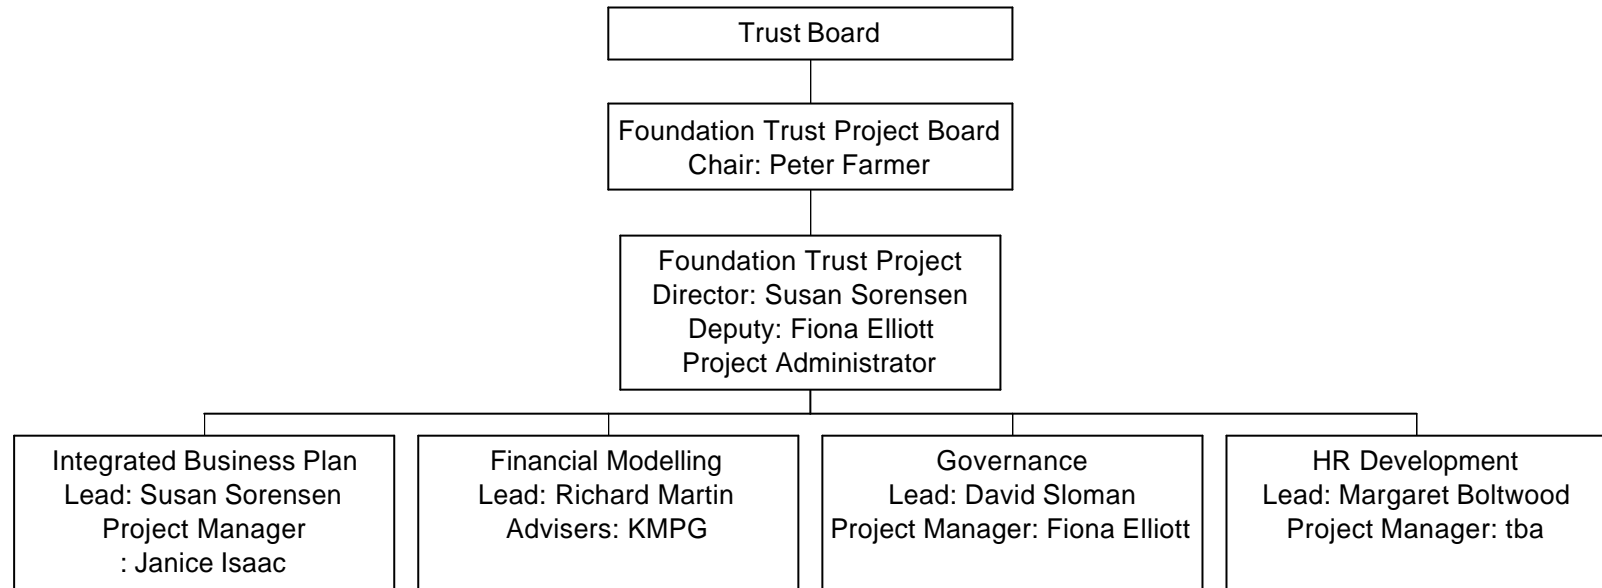 Trust Board
Foundation Trust Project Board
Chair: Peter Farmer
Foundation Trust Project
Director: Susan Sorensen
Deputy: Fiona Elliott
Project Administrator
Integrated Business Plan
Lead: Susan Sorensen
Project Manager
: Janice Isaac
Financial Modelling
Lead: Richard Martin
Advisers: KMPG
Governance
Lead: David Sloman
Project Manager: Fiona Elliott
HR Development
Lead: Margaret Boltwood
Project Manager: tba